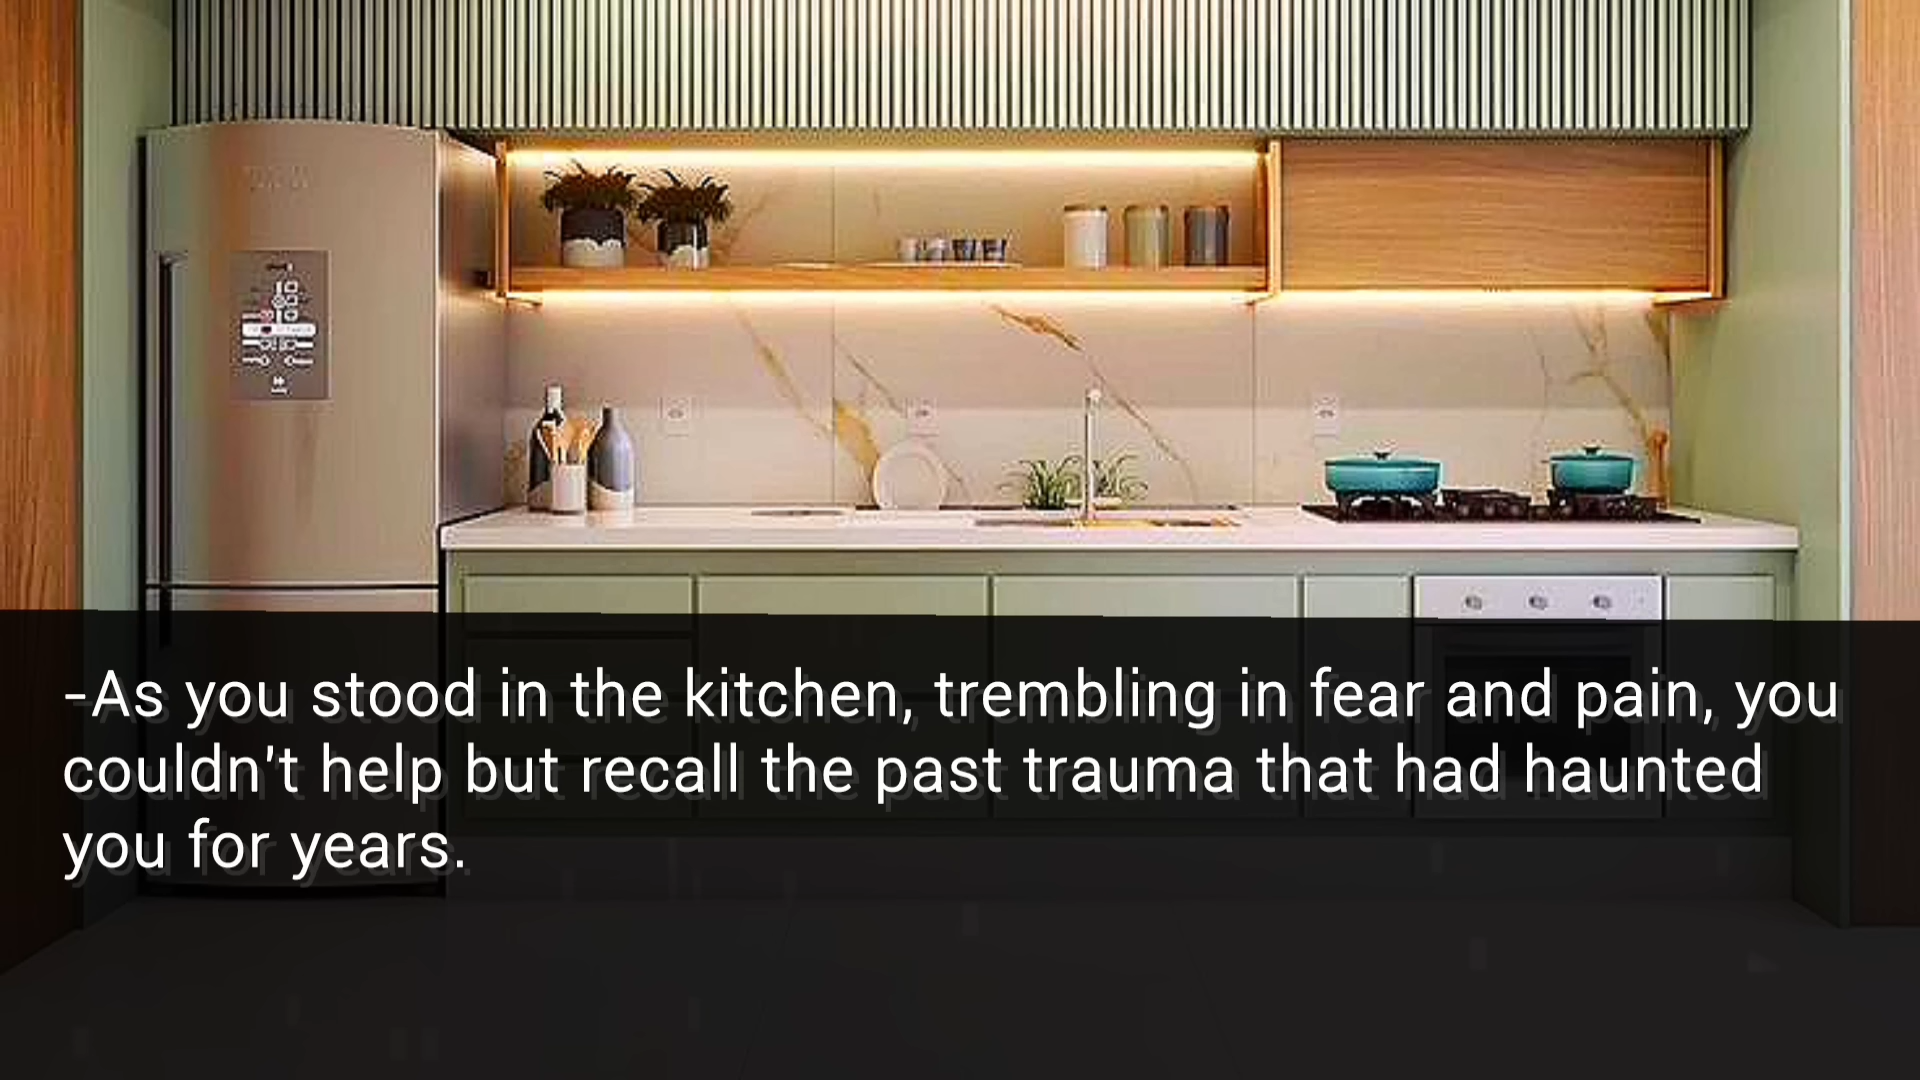 -As you stood in the kitchen, trembling in fear and pain, you
couldn't help but recall the past trauma that had haunted
you for years.